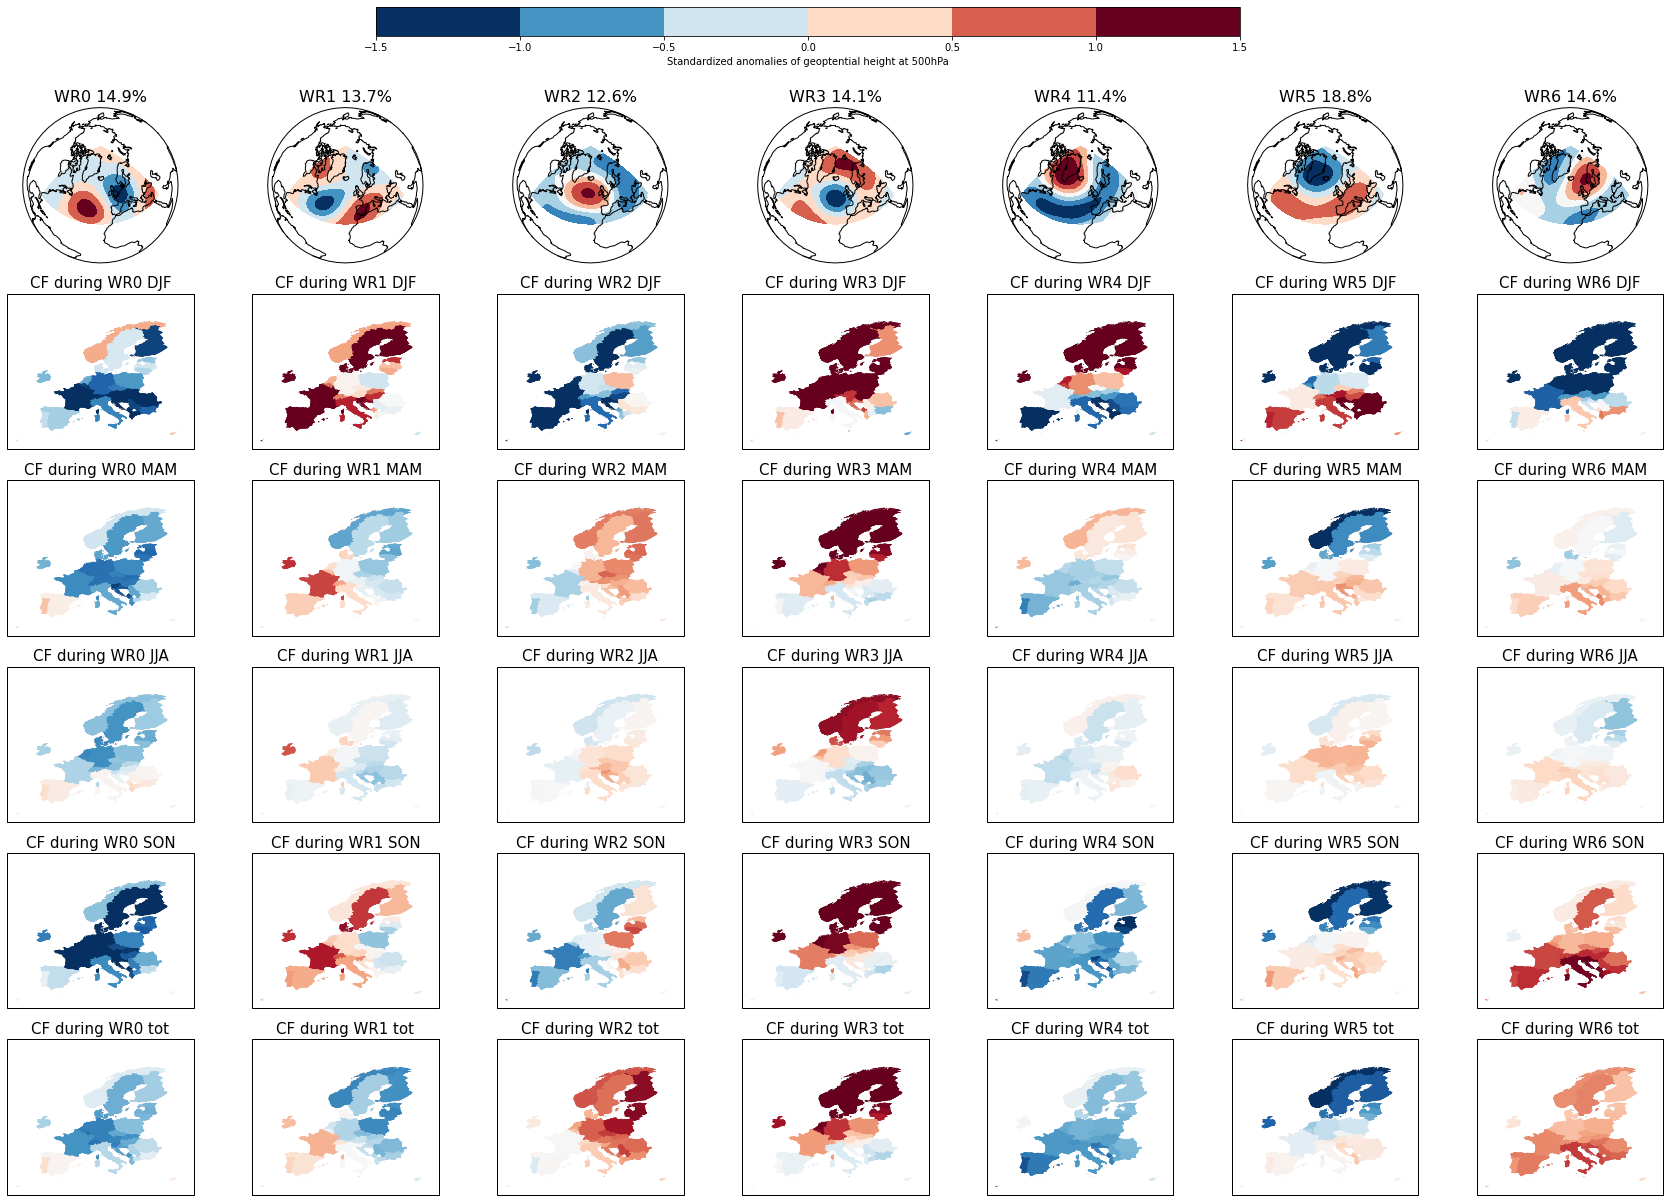 −1.5 −1.0 −0.5 0.0 0.5 1.0 1.5
Standardized anomalies of geoptential height at 500hPa
WR0 14.9% WR1 13.7% WR2 12.6% WR3 14.1% WR4 11.4% WR5 18.8% WR6 14.6%
CF during WR0 DJF CF during WR1 DJF CF during WR2 DJF CF during WR3 DJF CF during WR4 DJF CF during WR5 DJF CF during WR6 DJF
CF during WR0 MAM CF during WR1 MAM CF during WR2 MAM CF during WR3 MAM CF during WR4 MAM CF during WR5 MAM CF during WR6 MAM
CF during WR0 JJA CF during WR1 JJA CF during WR2 JJA CF during WR3 JJA CF during WR4 JJA CF during WR5 JJA CF during WR6 JJA
CF during WR0 SON CF during WR1 SON CF during WR2 SON CF during WR3 SON CF during WR4 SON CF during WR5 SON CF during WR6 SON
CF during WR0 tot CF during WR1 tot CF during WR2 tot CF during WR3 tot CF during WR4 tot CF during WR5 tot CF during WR6 tot